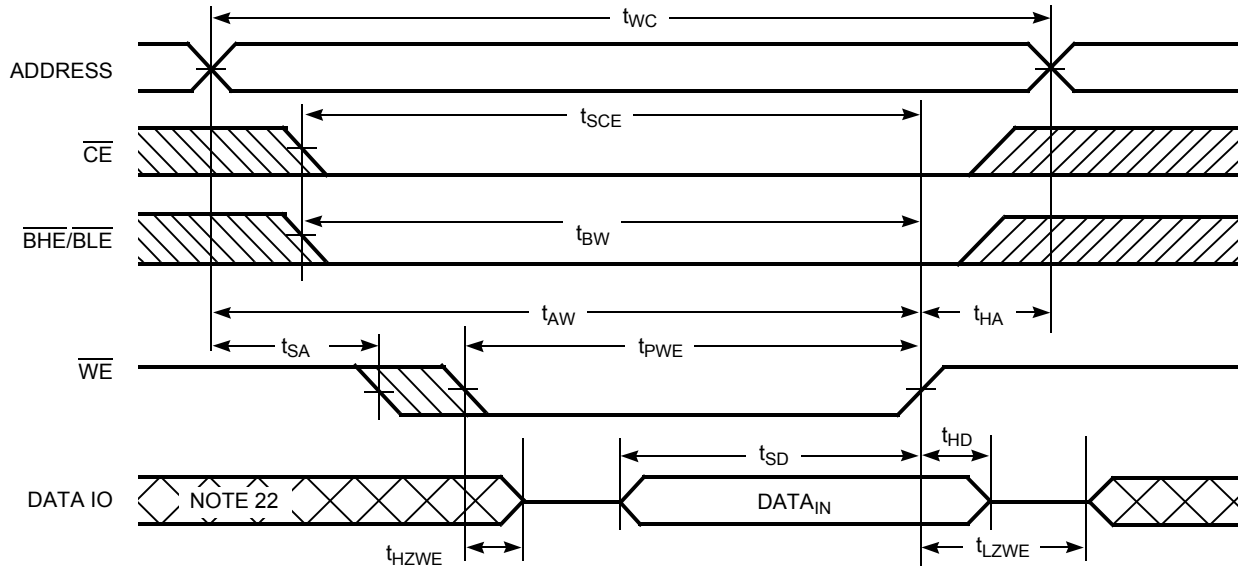 tWC
ADDRESS
tSCE
CE
tBW
BHE/BLE
tAW
tHA
tSA
tPWE
WE
tSD
tHD
DATA IO
NOTE 22
DATAIN
tHZWE
tLZWE